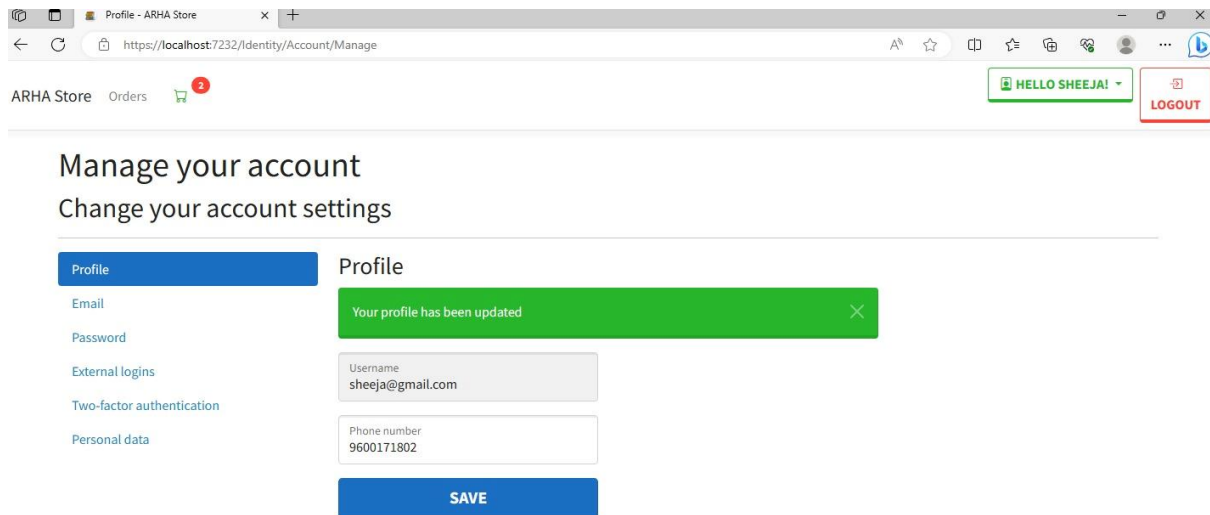 Profile - ARHA Store
https://localhost:7232/Identity/Account/Manage
ARHA Store Orders 2 HELLO SHEEJA! LOGOUT
Manage your account
Change your account settings
Profile
Email
Password
External logins
Two-factor authentication
Personal data
Profile
Your profile has been updated
Username
sheeja@gmail.com
Phone number
9600171802
SAVE